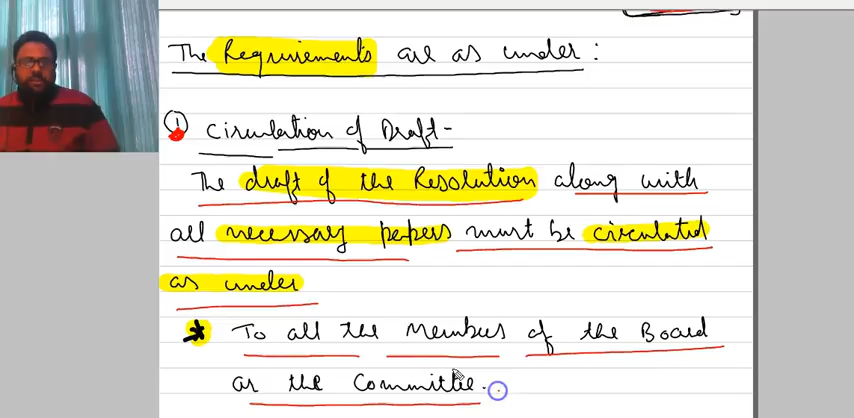 The Requirements are as under :
① Circulation of Draft -
The draft of the Resolution along with
all necessary papers must be circulated
as under
* To all the Members of the Board
or the Committee.